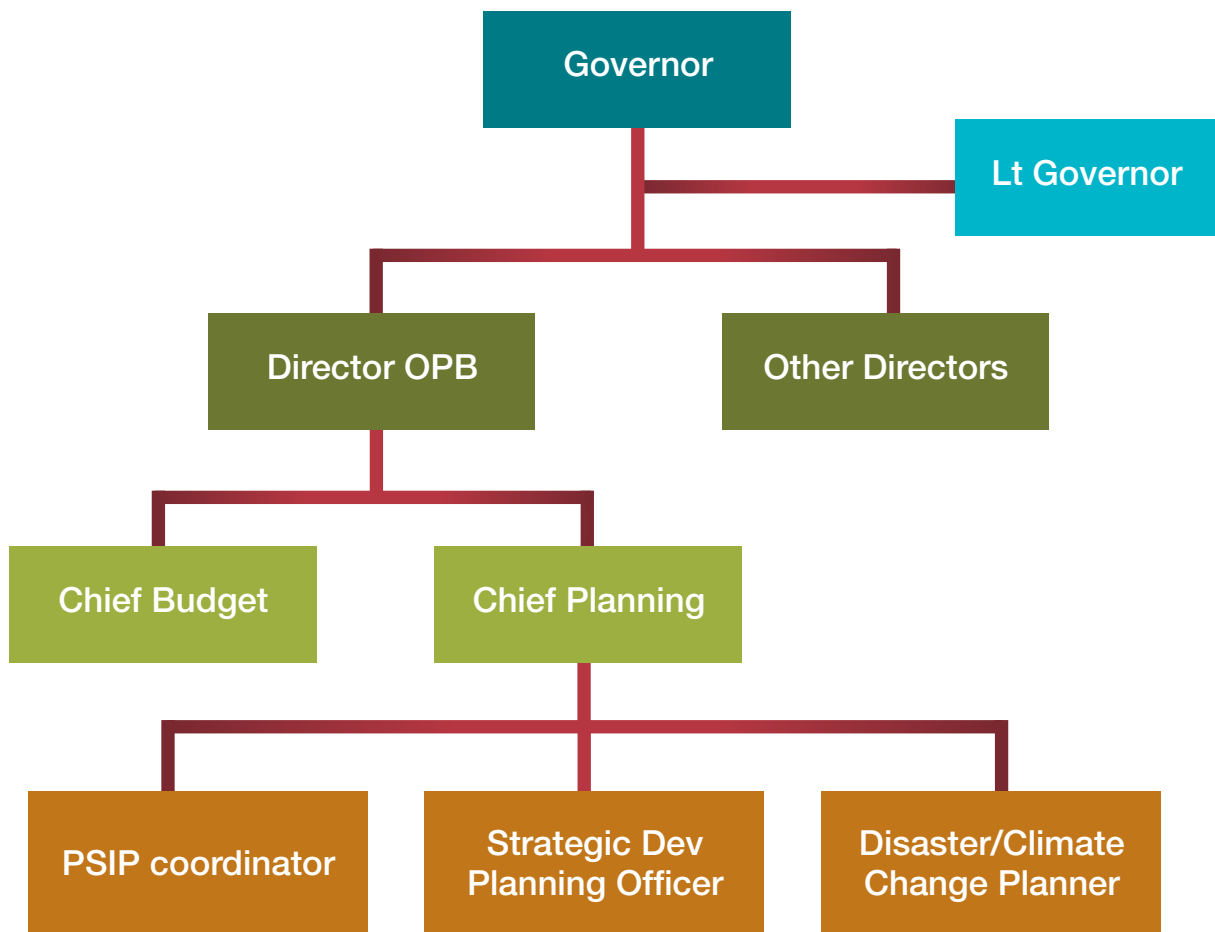 Governor
Lt Governor
Director OPB
Other Directors
Chief Budget
Chief Planning
PSIP coordinator
Strategic Dev
Planning Officer
Disaster/Climate
Change Planner